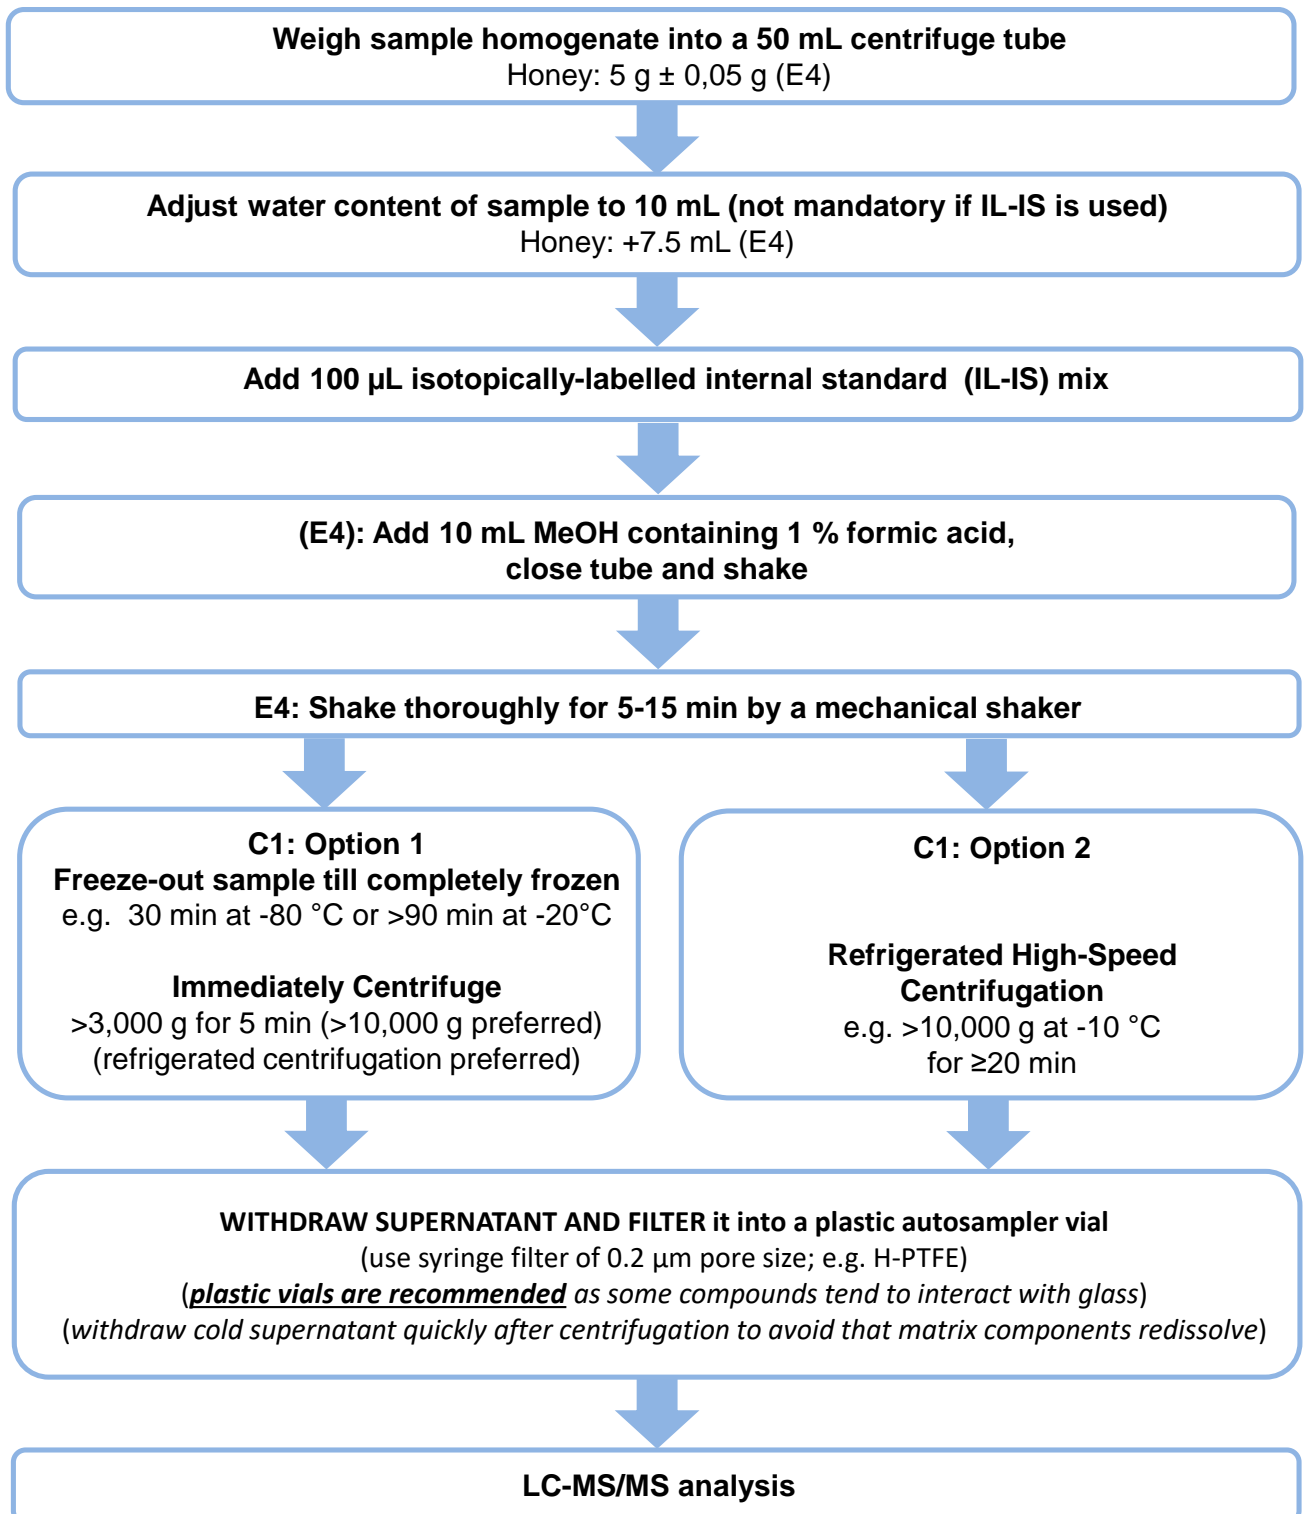 Weigh sample homogenate into a 50 mL centrifuge tube
Honey: 5 g ± 0,05 g (E4)
Adjust water content of sample to 10 mL (not mandatory if IL-IS is used)
Honey: +7.5 mL (E4)
Add 100 µL isotopically-labelled internal standard (IL-IS) mix
(E4): Add 10 mL MeOH containing 1 % formic acid,
close tube and shake
E4: Shake thoroughly for 5-15 min by a mechanical shaker
C1: Option 1
Freeze-out sample till completely frozen
e.g. 30 min at -80 °C or >90 min at -20°C
Immediately Centrifuge
>3,000 g for 5 min (>10,000 g preferred)
(refrigerated centrifugation preferred)
C1: Option 2
Refrigerated High-Speed
Centrifugation
e.g. >10,000 g at -10 °C
for ≥20 min
WITHDRAW SUPERNATANT AND FILTER it into a plastic autosampler vial
(use syringe filter of 0.2 µm pore size; e.g. H-PTFE)
(plastic vials are recommended as some compounds tend to interact with glass)
(withdraw cold supernatant quickly after centrifugation to avoid that matrix components redissolve)
LC-MS/MS analysis